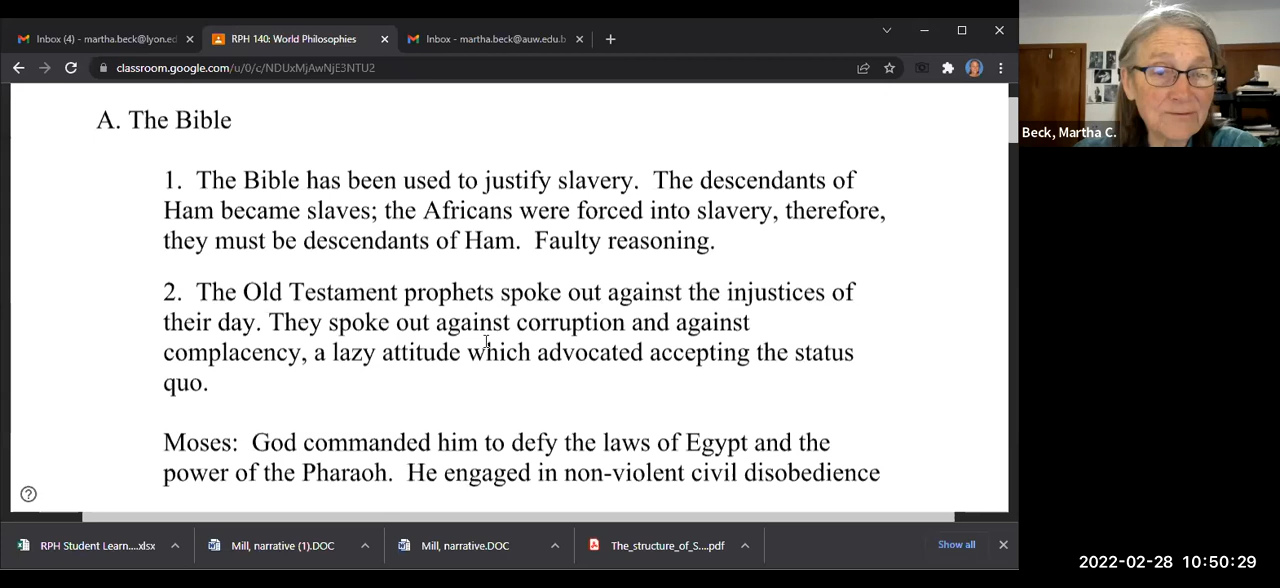 Inbox (4) - martha.beck@lyon.ed
RPH 140: World Philosophies
Inbox - martha.beck@auw.edu.b
classroom.google.com/u/0/c/NDUxMjAwNjE3NTU2
A. The Bible
1. The Bible has been used to justify slavery. The descendants of
Ham became slaves; the Africans were forced into slavery, therefore,
they must be descendants of Ham. Faulty reasoning.
2. The Old Testament prophets spoke out against the injustices of
their day. They spoke out against corruption and against
complacency, a lazy attitude which advocated accepting the status
quo.
Moses: God commanded him to defy the laws of Egypt and the
power of the Pharaoh. He engaged in non-violent civil disobedience
Beck, Martha C.
RPH Student Learn....xlsx
Mill, narrative (1).DOC
Mill, narrative.DOC
The_structure_of_S....pdf
Show all
2022-02-28 10:50:29